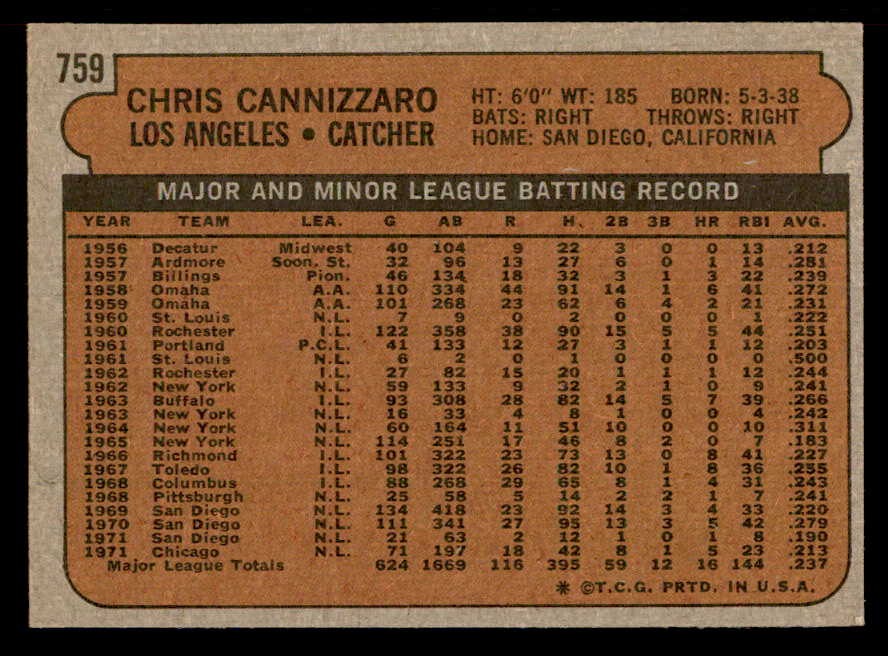 759
CHRIS CANNIZZARO
LOS ANGELES • CATCHER
HT: 6'0" WT: 185 BORN: 5-3-38
BATS: RIGHT THROWS: RIGHT
HOME: SAN DIEGO, CALIFORNIA
MAJOR AND MINOR LEAGUE BATTING RECORD
YEAR TEAM LEA. G AB R H. 2B 3B HR RBI AVG.
1956 Decatur Midwest 40 104 9 22 3 0 0 13 .212
1957 Ardmore Soon. St. 32 96 13 27 6 0 1 14 .281
1957 Billings Pion. 46 134 18 32 3 1 3 22 .239
1958 Omaha A.A. 110 334 44 91 14 1 6 41 .272
1959 Omaha A.A. 101 268 23 62 6 4 2 21 .231
1960 St. Louis N.L. 7 9 0 2 0 0 0 1 .222
1960 Rochester I.L. 122 358 38 90 15 5 5 44 .251
1961 Portland P.C.L. 41 133 12 27 3 1 1 12 .203
1961 St. Louis N.L. 6 2 0 1 0 0 0 0 .500
1962 Rochester I.L. 27 82 15 20 1 1 1 12 .244
1962 New York N.L. 59 133 9 32 2 1 0 9 .241
1963 Buffalo I.L. 93 308 28 82 14 5 7 39 .266
1963 New York N.L. 16 33 4 8 1 0 0 4 .242
1964 New York N.L. 60 164 11 51 10 0 0 10 .311
1965 New York N.L. 114 251 17 46 8 2 0 7 .183
1966 Richmond I.L. 101 322 23 73 13 0 8 41 .227
1967 Toledo I.L. 98 322 26 82 10 1 8 36 .255
1968 Columbus I.L. 88 268 29 65 8 1 4 31 .243
1968 Pittsburgh N.L. 25 58 5 14 2 2 1 7 .241
1969 San Diego N.L. 134 418 23 92 14 3 4 33 .220
1970 San Diego N.L. 111 341 27 95 13 3 5 42 .279
1971 San Diego N.L. 21 63 2 12 1 0 1 8 .190
1971 Chicago N.L. 71 197 18 42 8 1 5 23 .213
Major League Totals 624 1669 116 395 59 12 16 144 .237
* ©T.C.G. PRTD. IN U.S.A.